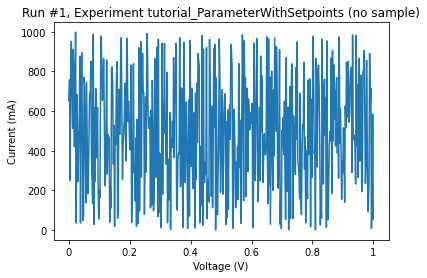 Run #1, Experiment tutorial_ParameterWithSetpoints (no sample)
1000
800
600
400
200
0
Current (mA)
0 0.2 0.4 0.6 0.8 1
Voltage (V)